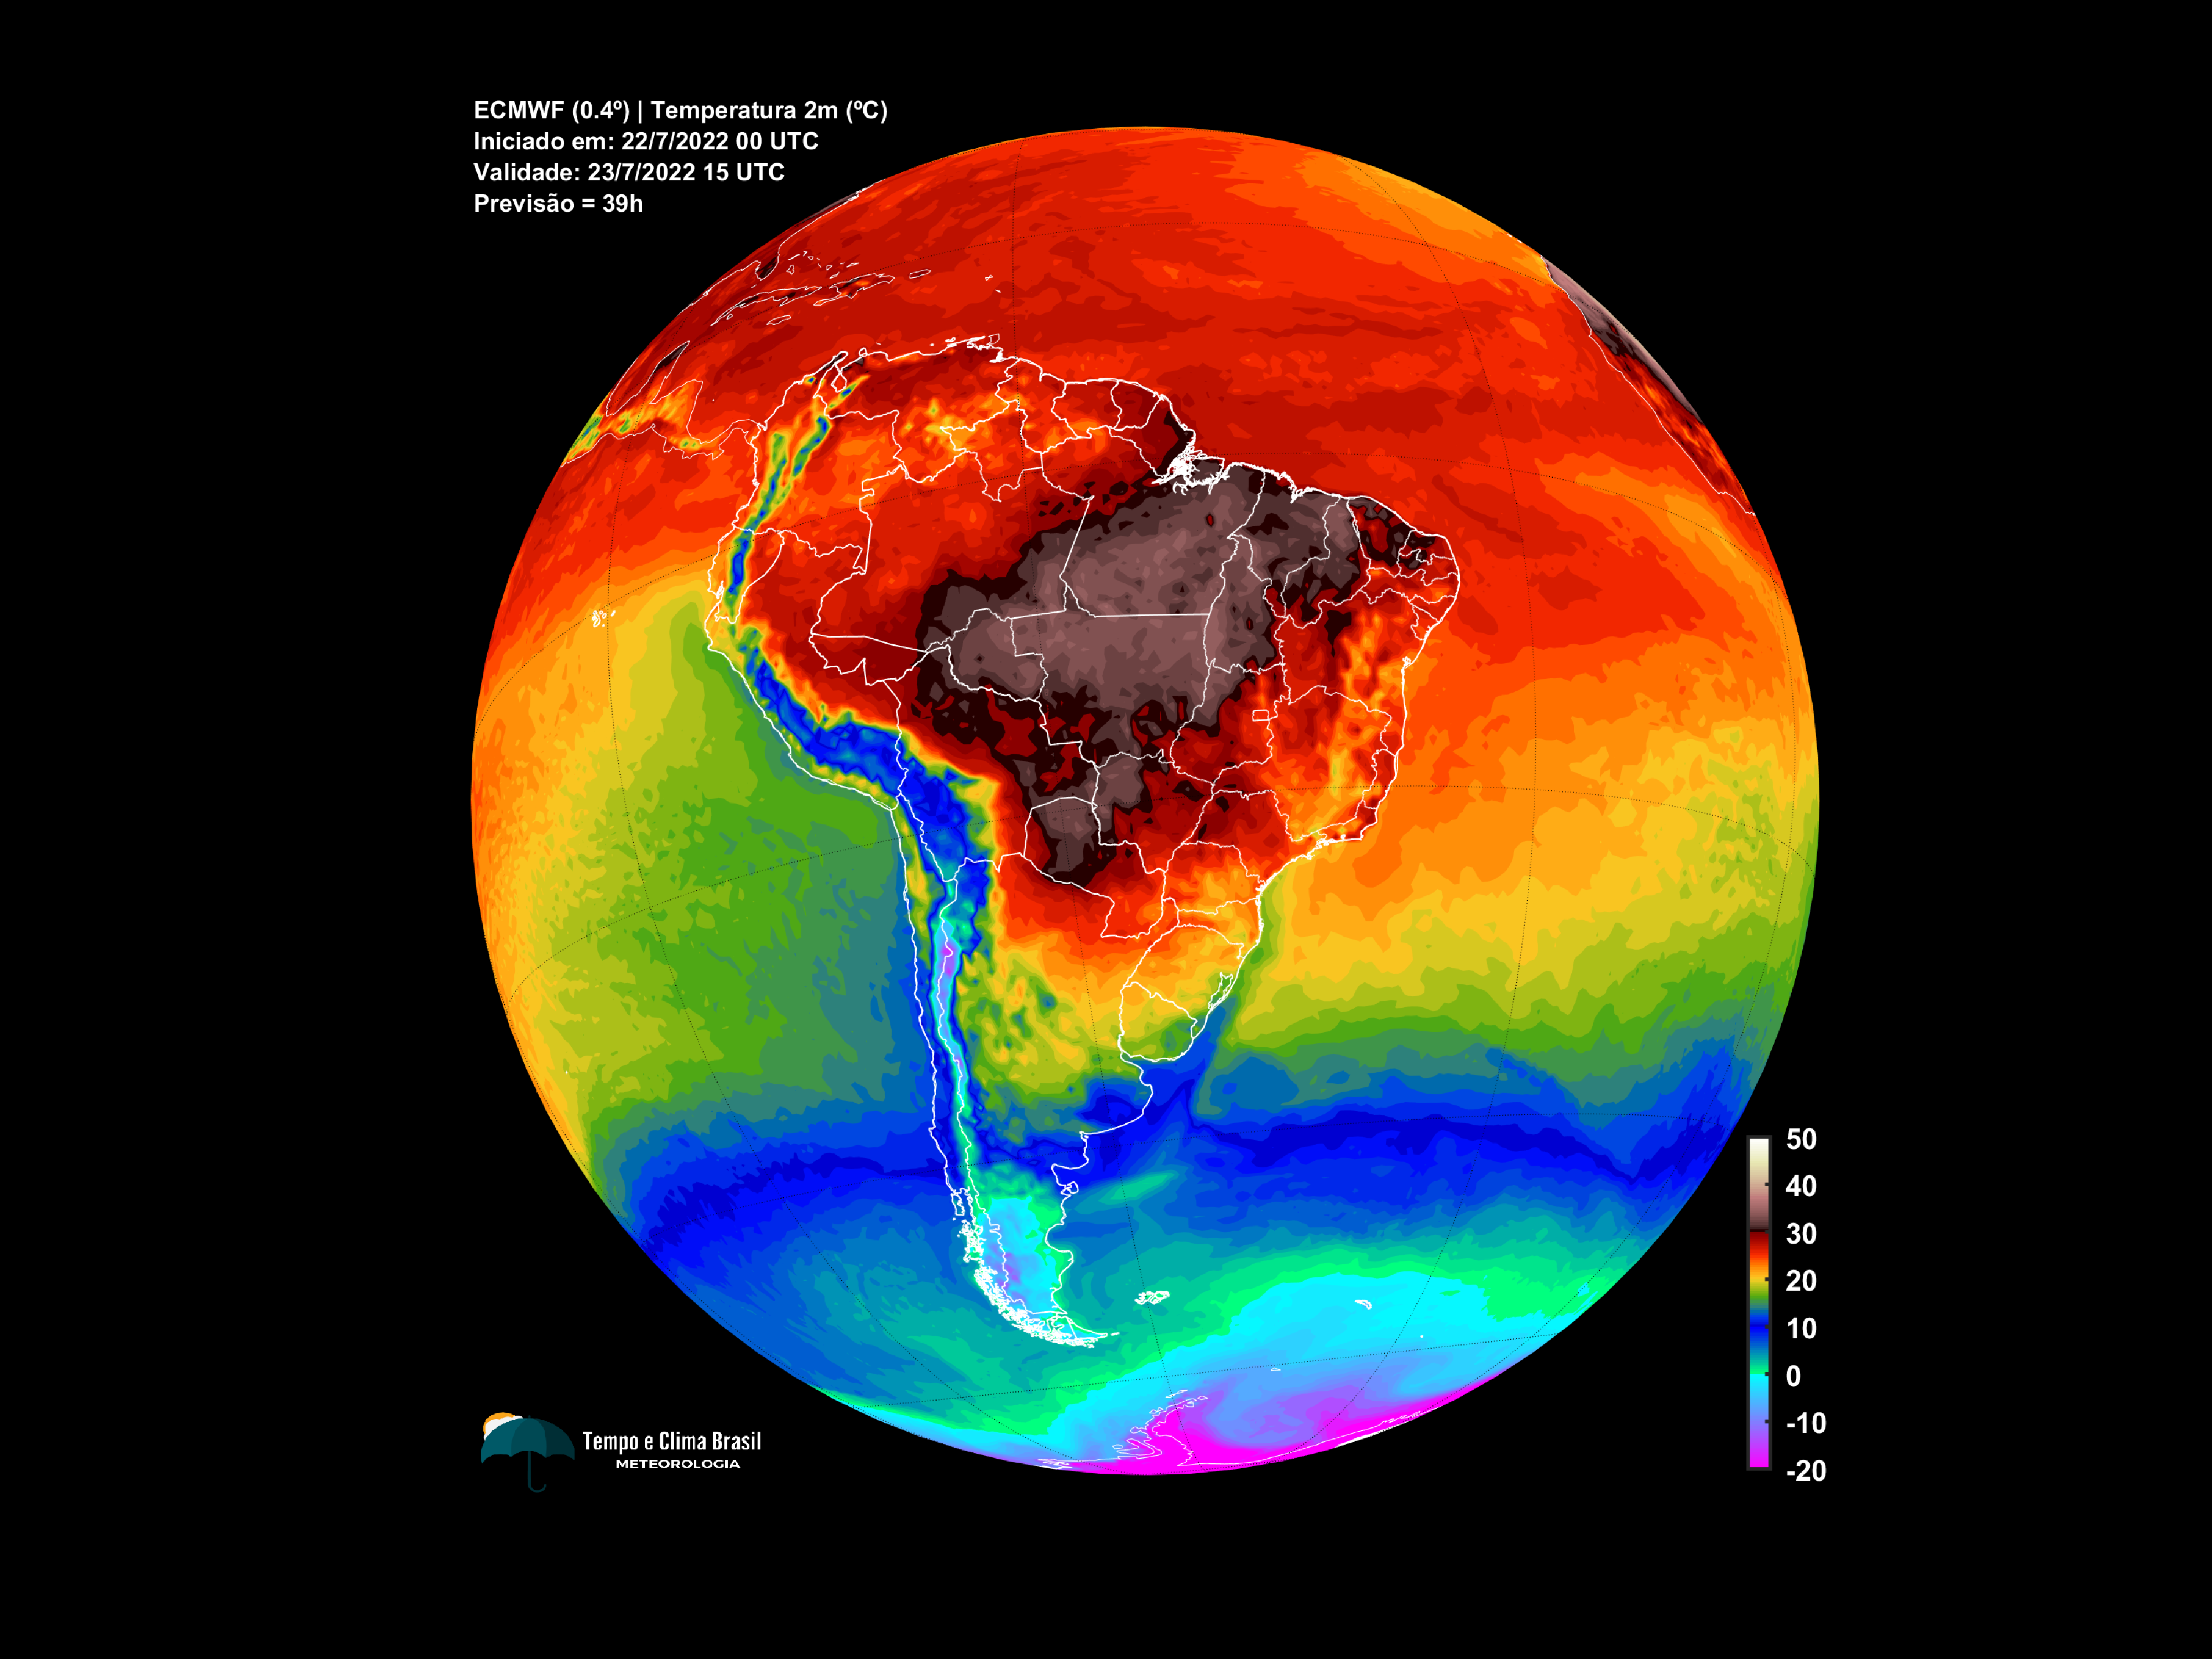 ECMWF (0.4º) | Temperatura 2m (ºC)
Iniciado em: 22/7/2022 00 UTC
Validade: 23/7/2022 15 UTC
Previsão = 39h
50
40
30
20
10
0
-10
-20
Tempo e Clima Brasil
METEOROLOGIA